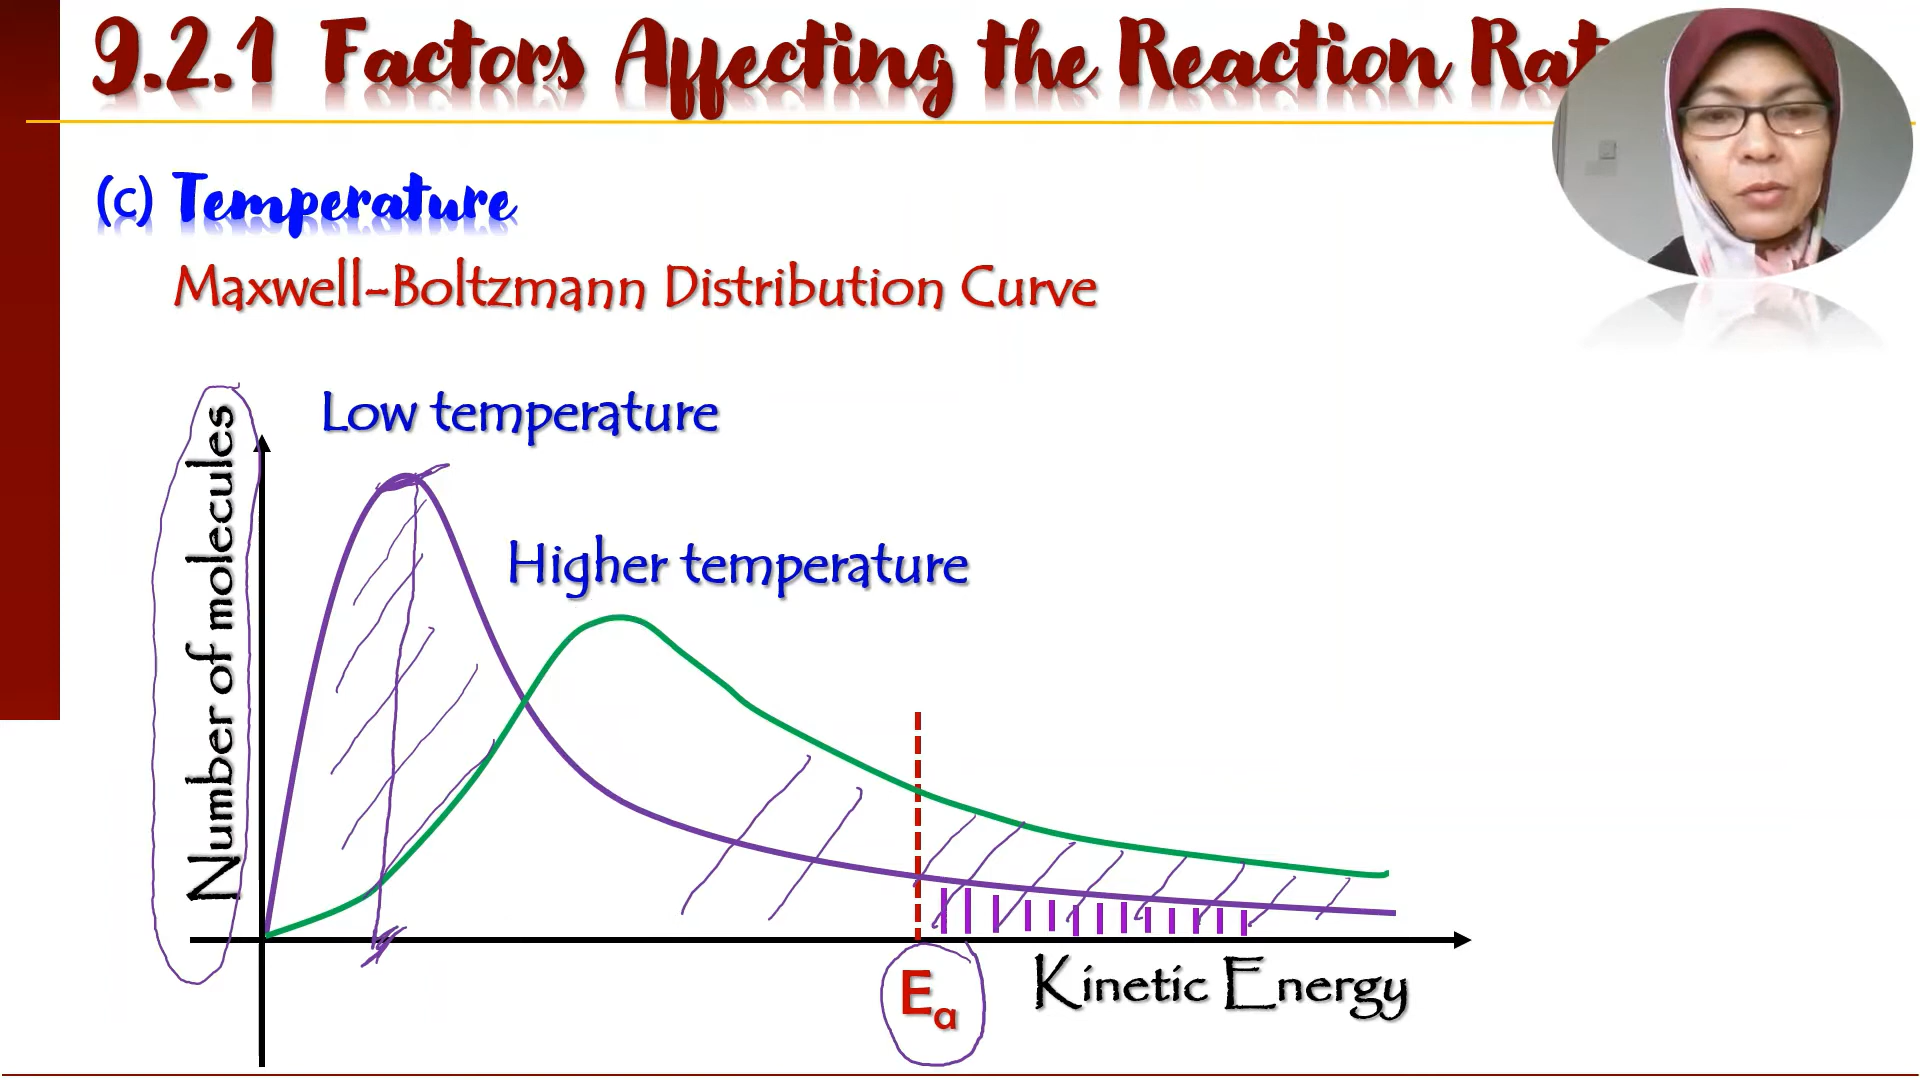 9.2.1 Factors Affecting the Reaction Rat
(c) Temperature
Maxwell-Boltzmann Distribution Curve
Low temperature
Higher temperature
Number of molecules
Ea
Kinetic Energy